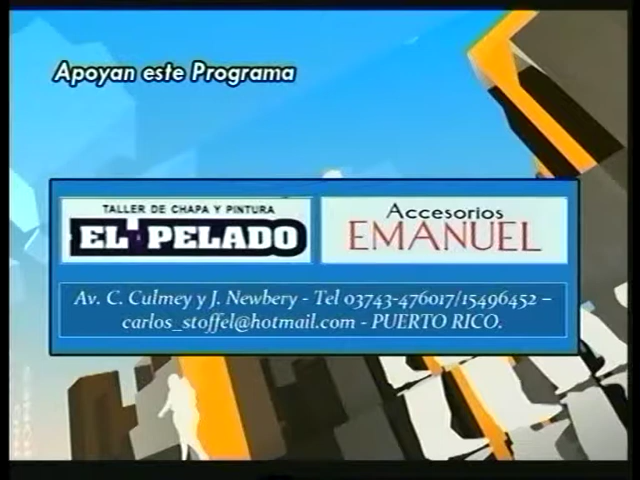 Apoyan este Programa
TALLER DE CHAPA Y PINTURA
EL PELADO
Accesorios
EMANUEL
Av. C. Culmey y J. Newbery - Tel 03743-476017/15496452 –
carlos_stoffel@hotmail.com - PUERTO RICO.